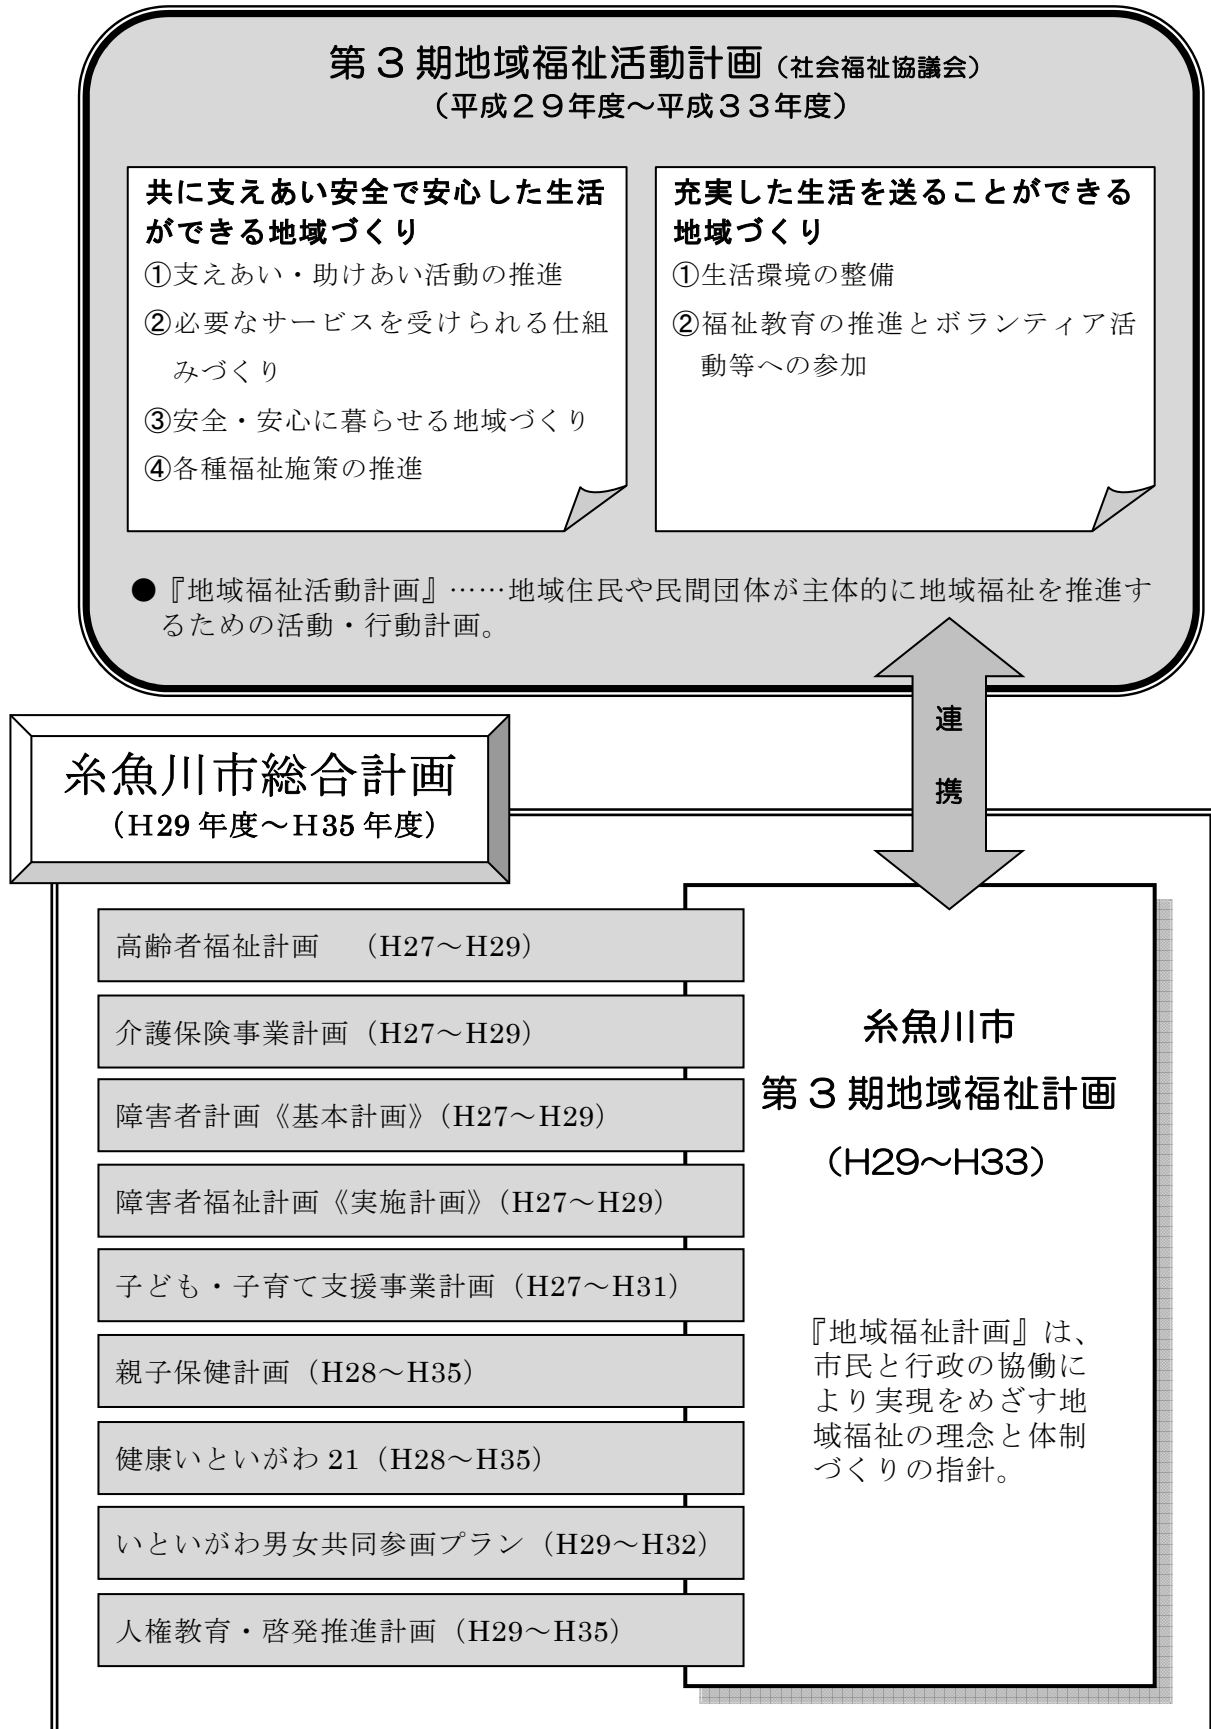 第３期地域福祉活動計画（社会福祉協議会）
（平成２９年度～平成３３年度）
共に支えあい安全で安心した生活
ができる地域づくり
①支えあい・助けあい活動の推進
②必要なサービスを受けられる仕組
みづくり
③安全・安心に暮らせる地域づくり
④各種福祉施策の推進
充実した生活を送ることができる
地域づくり
①生活環境の整備
②福祉教育の推進とボランティア活
動等への参加
●『地域福祉活動計画』……地域住民や民間団体が主体的に地域福祉を推進す
るための活動・行動計画。
連
携
糸魚川市総合計画
（H29年度～H35年度）
高齢者福祉計画　（H27～H29）
介護保険事業計画（H27～H29）
障害者計画《基本計画》（H27～H29）
障害者福祉計画《実施計画》（H27～H29）
子ども・子育て支援事業計画（H27～H31）
親子保健計画（H28～H35）
健康いといがわ 21（H28～H35）
いといがわ男女共同参画プラン（H29～H32）
人権教育・啓発推進計画（H29～H35）
糸魚川市
第３期地域福祉計画
（H29～H33）
『地域福祉計画』は、
市民と行政の協働に
より実現をめざす地
域福祉の理念と体制
づくりの指針。